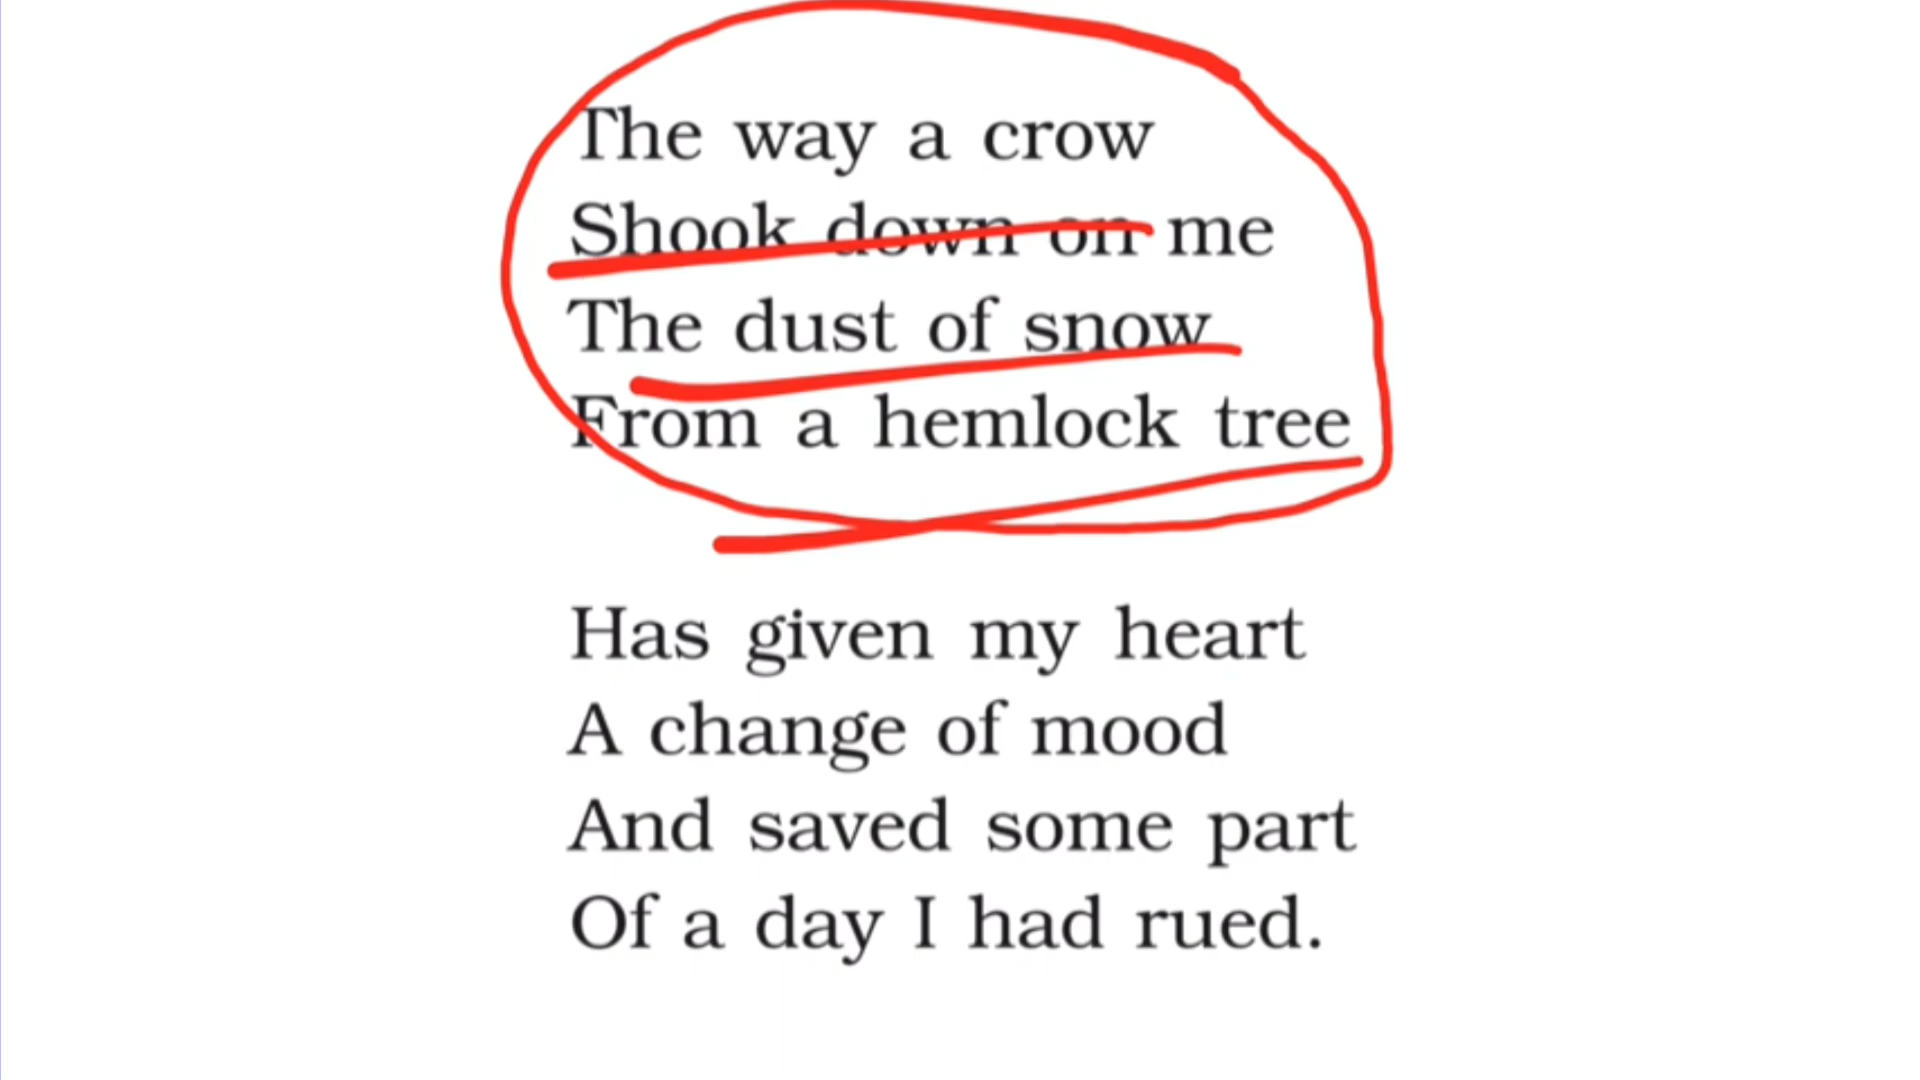 The way a crow
Shook down on me
The dust of snow
From a hemlock tree
Has given my heart
A change of mood
And saved some part
Of a day I had rued.